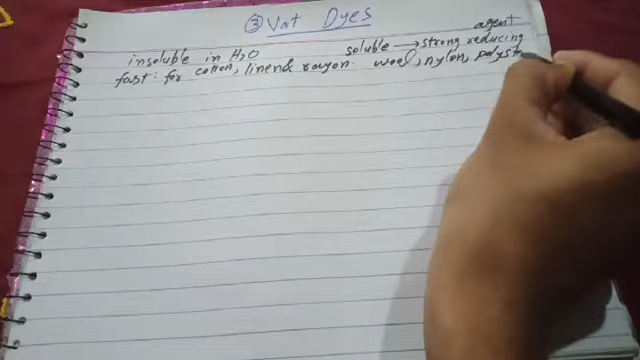 ③ Vat Dyes
insoluble in H2O soluble → strong reducing agent
fast: for cotton, linen & rayon. wool, nylon, polyst